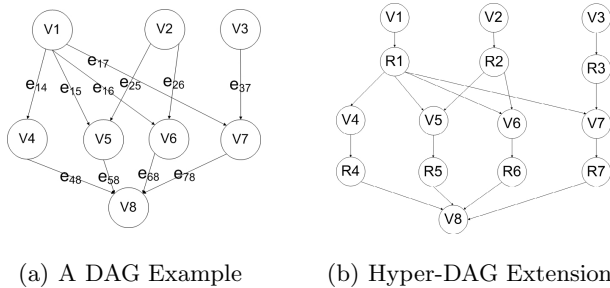 V1 V2 V3
e17
e14 e15 e16 e25 e26 e37
V4 V5 V6 V7
e48 e58 e68 e78
V8
(a) A DAG Example
V1 V2 V3
R1 R2 R3
V4 V5 V6 V7
R4 R5 R6 R7
V8
(b) Hyper-DAG Extension